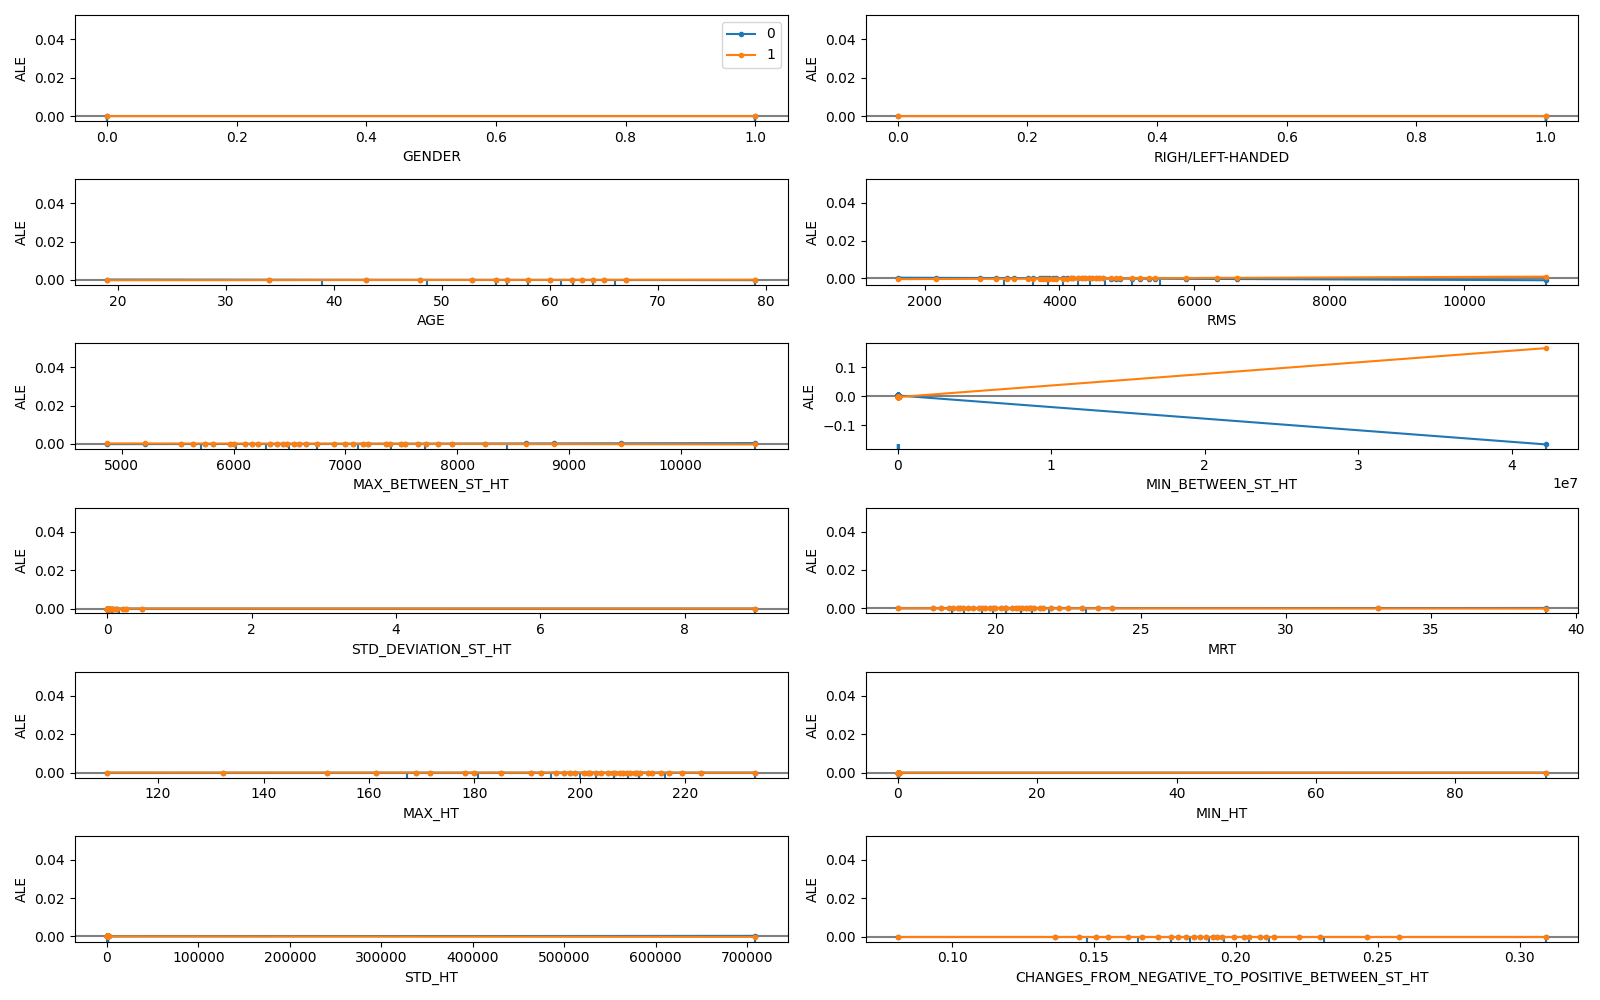 0.04
0.02
0.00
ALE
0
1
0.0 0.2 0.4 0.6 0.8 1.0
GENDER
0.04
0.02
0.00
ALE
0.0 0.2 0.4 0.6 0.8 1.0
RIGH/LEFT-HANDED
0.04
0.02
0.00
ALE
20 30 40 50 60 70 80
AGE
0.04
0.02
0.00
ALE
2000 4000 6000 8000 10000
RMS
0.04
0.02
0.00
ALE
5000 6000 7000 8000 9000 10000
MAX_BETWEEN_ST_HT
0.1
0.0
−0.1
ALE
0 1 2 3 4
1e7
MIN_BETWEEN_ST_HT
0.04
0.02
0.00
ALE
0 2 4 6 8
STD_DEVIATION_ST_HT
0.04
0.02
0.00
ALE
20 25 30 35 40
MRT
0.04
0.02
0.00
ALE
120 140 160 180 200 220
MAX_HT
0.04
0.02
0.00
ALE
0 20 40 60 80
MIN_HT
0.04
0.02
0.00
ALE
0 100000 200000 300000 400000 500000 600000 700000
STD_HT
0.04
0.02
0.00
ALE
0.10 0.15 0.20 0.25 0.30
CHANGES_FROM_NEGATIVE_TO_POSITIVE_BETWEEN_ST_HT